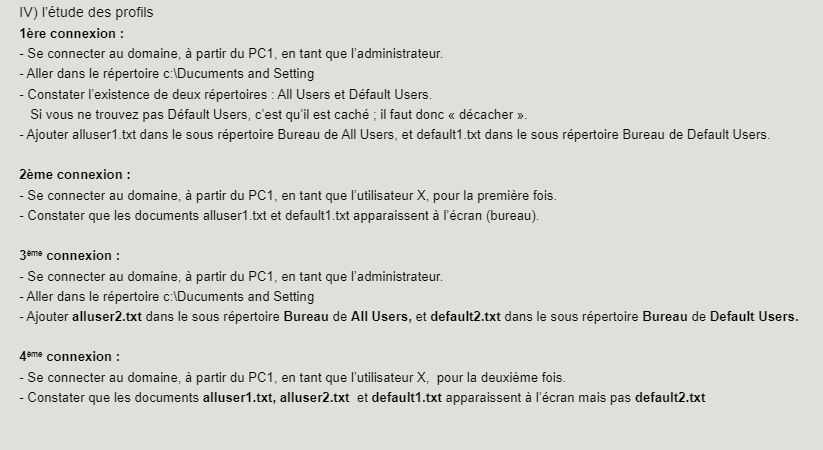 IV) l’étude des profils
1ère connexion :
- Se connecter au domaine, à partir du PC1, en tant que l’administrateur.
- Aller dans le répertoire c:\Ducuments and Setting
- Constater l’existence de deux répertoires : All Users et Défault Users.
Si vous ne trouvez pas Défault Users, c’est qu’il est caché ; il faut donc « décacher ».
- Ajouter alluser1.txt dans le sous répertoire Bureau de All Users, et default1.txt dans le sous répertoire Bureau de Default Users.
2ème connexion :
- Se connecter au domaine, à partir du PC1, en tant que l’utilisateur X, pour la première fois.
- Constater que les documents alluser1.txt et default1.txt apparaissent à l’écran (bureau).
3ème connexion :
- Se connecter au domaine, à partir du PC1, en tant que l’administrateur.
- Aller dans le répertoire c:\Ducuments and Setting
- Ajouter alluser2.txt dans le sous répertoire Bureau de All Users, et default2.txt dans le sous répertoire Bureau de Default Users.
4ème connexion :
- Se connecter au domaine, à partir du PC1, en tant que l’utilisateur X, pour la deuxième fois.
- Constater que les documents alluser1.txt, alluser2.txt et default1.txt apparaissent à l’écran mais pas default2.txt